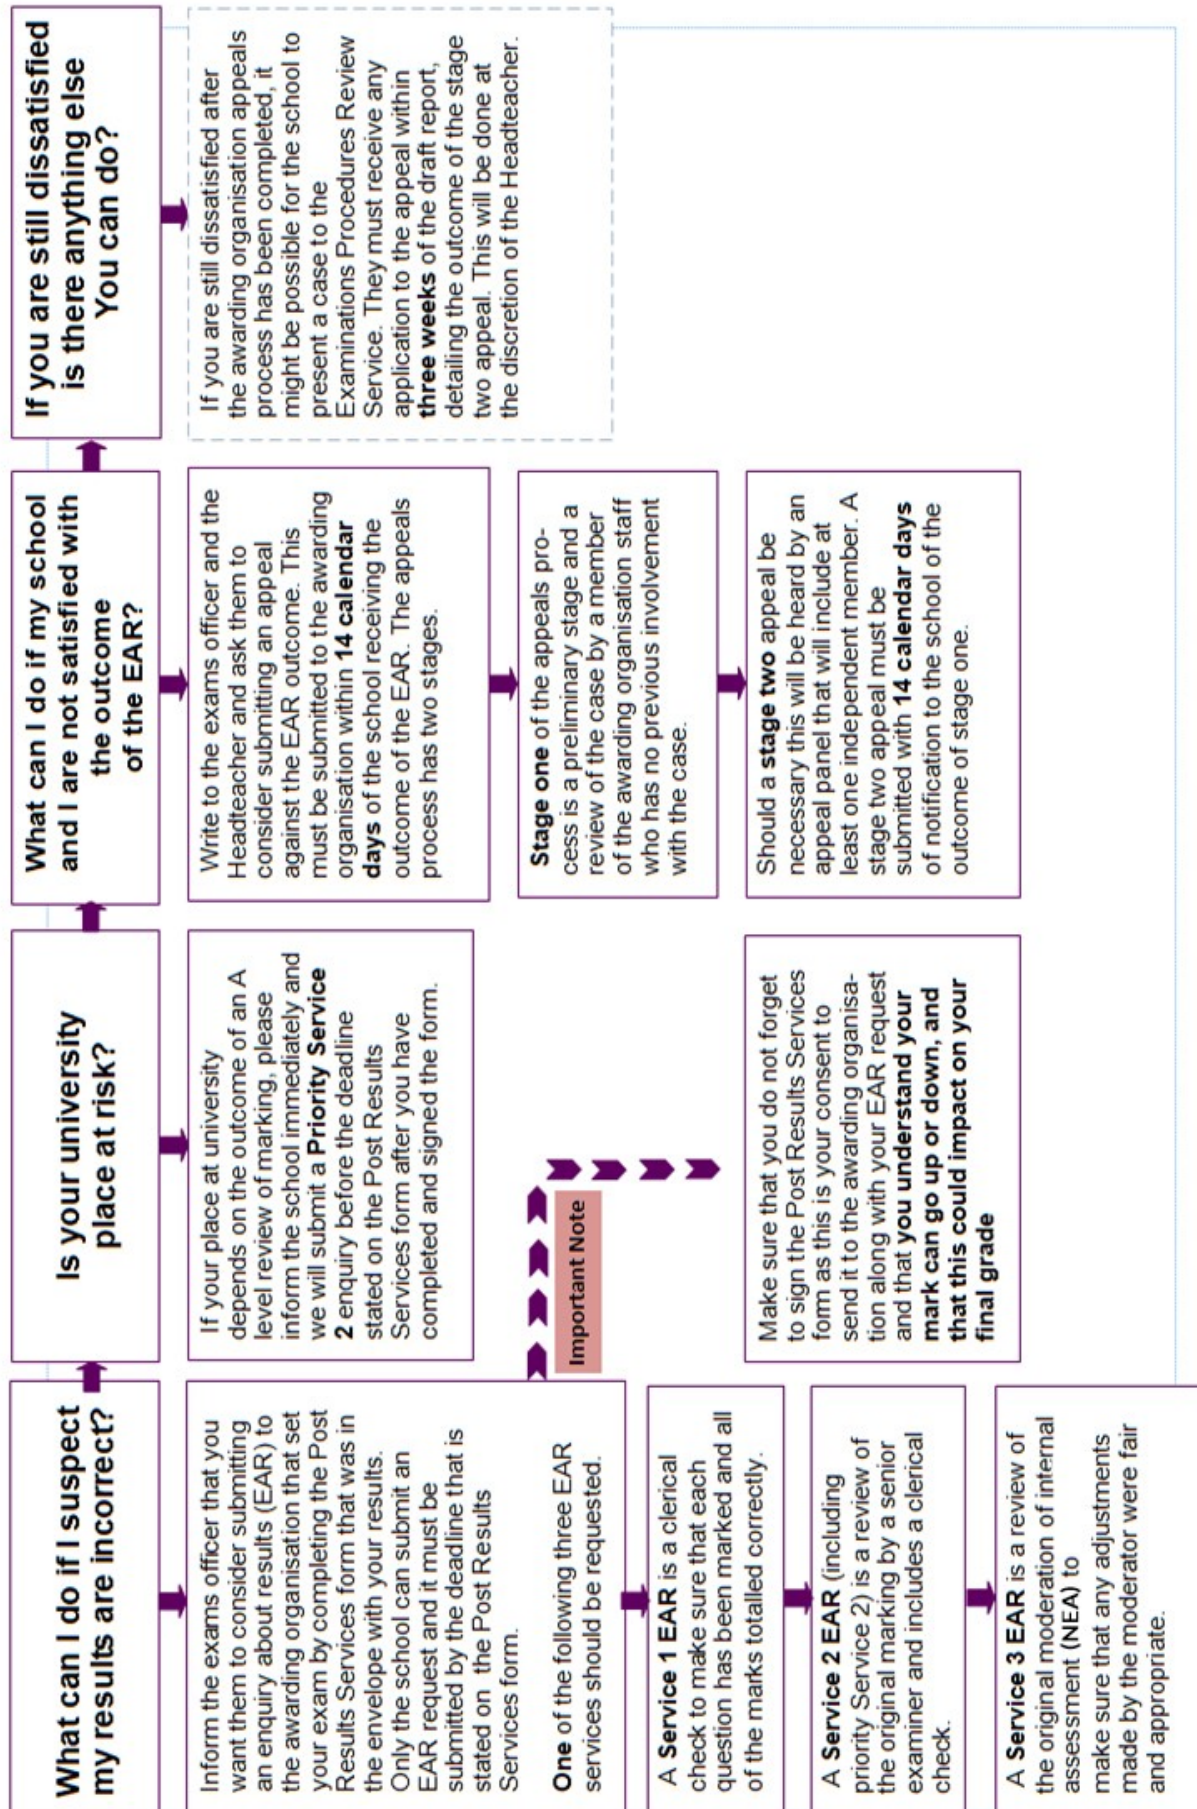 What can I do if I suspect
my results are incorrect?
Inform the exams officer that you
want them to consider submitting
an enquiry about results (EAR) to
the awarding organisation that set
your exam by completing the Post
Results Services form that was in
the envelope with your results.
Only the school can submit an
EAR request and it must be
submitted by the deadline that is
stated on the Post Results
Services form.
One of the following three EAR
services should be requested.
A Service 1 EAR is a clerical
check to make sure that each
question has been marked and all
of the marks totalled correctly.
A Service 2 EAR (including
priority Service 2) is a review of
the original marking by a senior
examiner and includes a clerical
check.
A Service 3 EAR is a review of
the original moderation of internal
assessment (NEA) to
make sure that any adjustments
made by the moderator were fair
and appropriate.
Is your university
place at risk?
If your place at university
depends on the outcome of an A
level review of marking, please
inform the school immediately and
we will submit a Priority Service
2 enquiry before the deadline
stated on the Post Results
Services form after you have
completed and signed the form.
Important Note
Make sure that you do not forget
to sign the Post Results Services
form as this is your consent to
send it to the awarding organisa-
tion along with your EAR request
and that you understand your
mark can go up or down, and
that this could impact on your
final grade
What can I do if my school
and I are not satisfied with
the outcome
of the EAR?
Write to the exams officer and the
Headteacher and ask them to
consider submitting an appeal
against the EAR outcome. This
must be submitted to the awarding
organisation within 14 calendar
days of the school receiving the
outcome of the EAR. The appeals
process has two stages.
Stage one of the appeals pro-
cess is a preliminary stage and a
review of the case by a member
of the awarding organisation staff
who has no previous involvement
with the case.
Should a stage two appeal be
necessary this will be heard by an
appeal panel that will include at
least one independent member. A
stage two appeal must be
submitted with 14 calendar days
of notification to the school of the
outcome of stage one.
If you are still dissatisfied
is there anything else
You can do?
If you are still dissatisfied after
the awarding organisation appeals
process has been completed, it
might be possible for the school to
present a case to the
Examinations Procedures Review
Service. They must receive any
application to the appeal within
three weeks of the draft report,
detailing the outcome of the stage
two appeal. This will be done at
the discretion of the Headteacher.